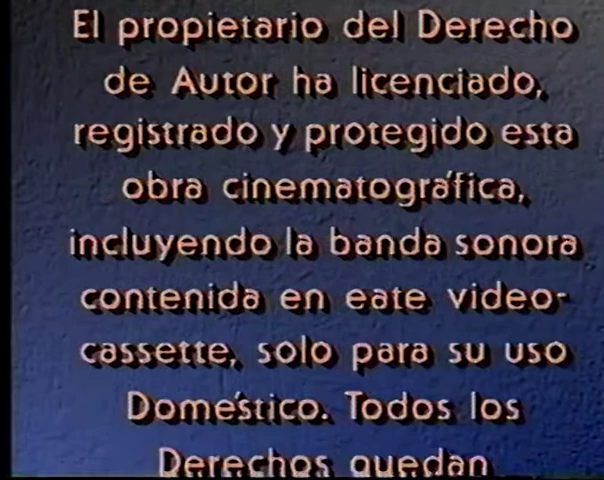 El propietario del Derecho
de Autor ha licenciado,
registrado y protegido esta
obra cinematográfica,
incluyendo la banda sonora
contenida en eate video-
cassette, solo para su uso
Doméstico. Todos los
Derechos quedan